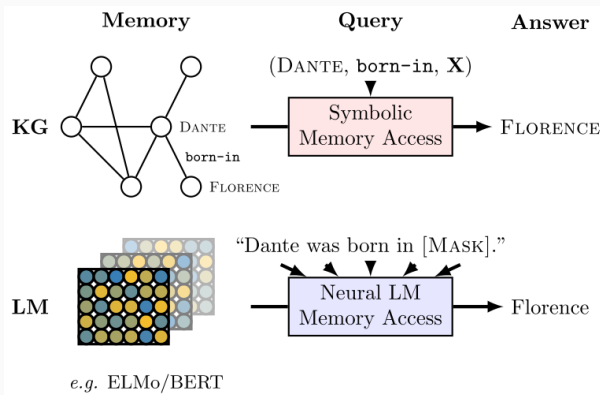 Memory Query Answer
(DANTE, born-in, X)
KG DANTE Symbolic Memory Access FLORENCE
born-in
FLORENCE
“Dante was born in [MASK].”
LM Neural LM Memory Access Florence
e.g. ELMo/BERT